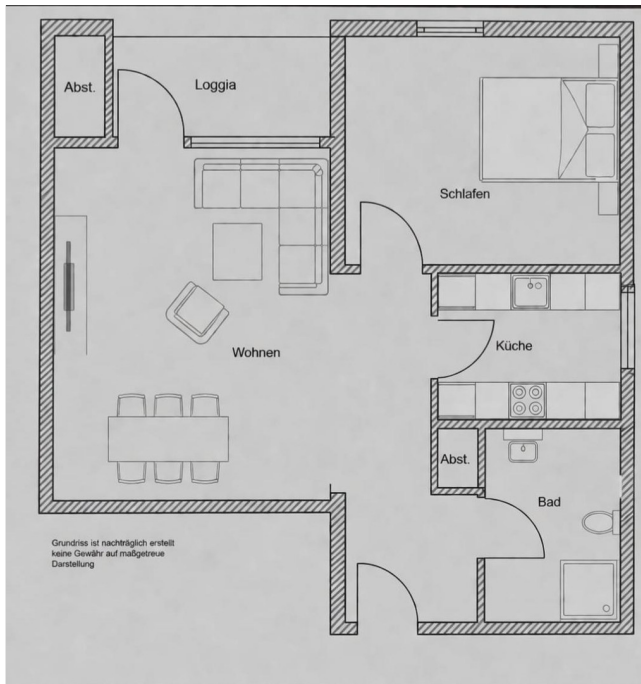 Abst.
Loggia
Schlafen
Wohnen
Küche
Abst.
Bad
Grundriss ist nachträglich erstellt
keine Gewähr auf maßgetreue
Darstellung